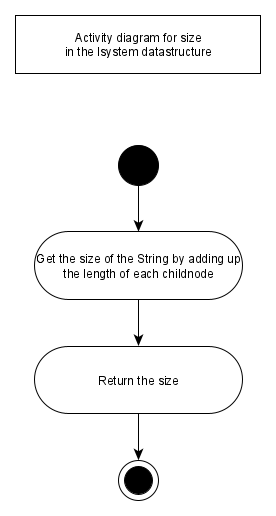 Activity diagram for size
in the lsystem datastructure
Get the size of the String by adding up
the length of each childnode
Return the size